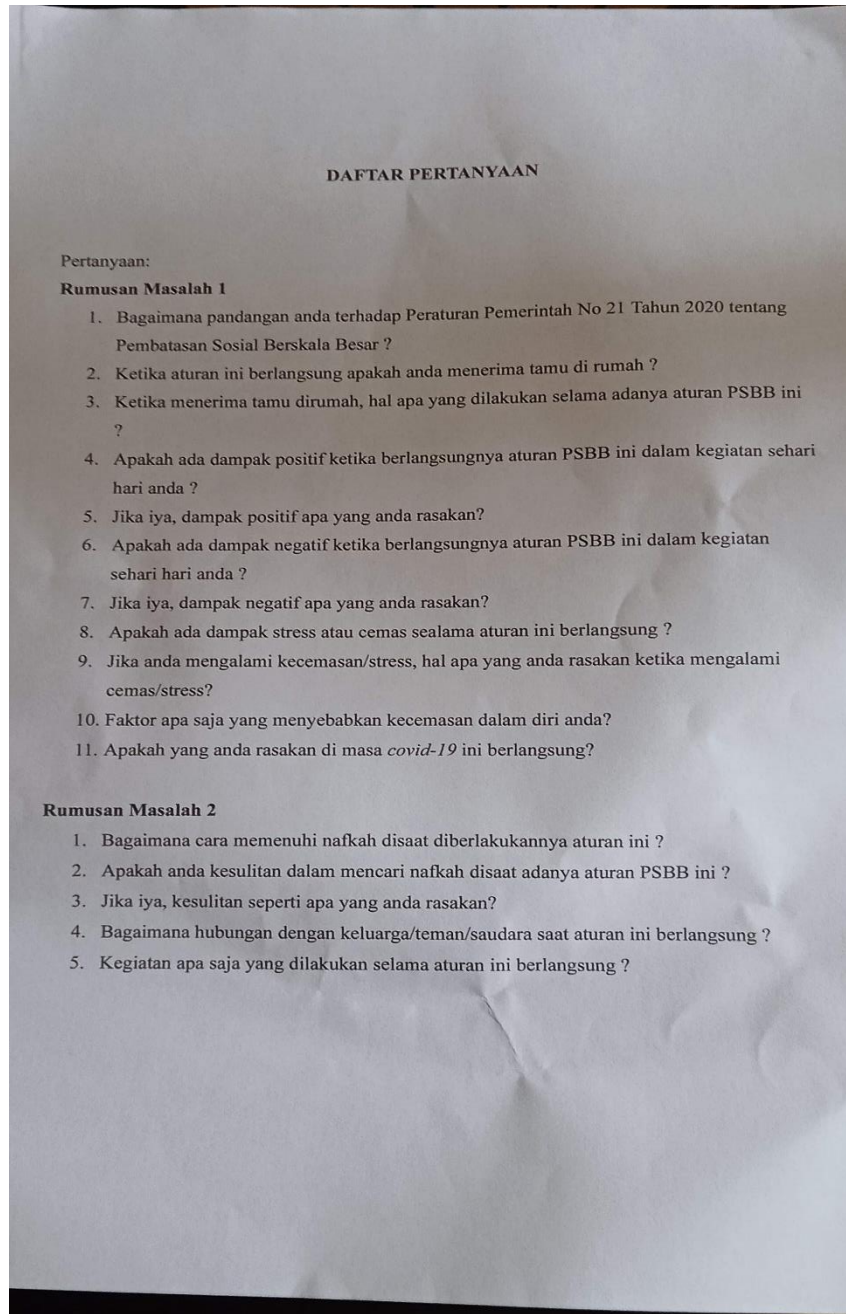 DAFTAR PERTANYAAN
Pertanyaan:
Rumusan Masalah 1
1. Bagaimana pandangan anda terhadap Peraturan Pemerintah No 21 Tahun 2020 tentang
Pembatasan Sosial Berskala Besar ?
2. Ketika aturan ini berlangsung apakah anda menerima tamu di rumah ?
3. Ketika menerima tamu dirumah, hal apa yang dilakukan selama adanya aturan PSBB ini
?
4. Apakah ada dampak positif ketika berlangsungnya aturan PSBB ini dalam kegiatan sehari
hari anda ?
5. Jika iya, dampak positif apa yang anda rasakan?
6. Apakah ada dampak negatif ketika berlangsungnya aturan PSBB ini dalam kegiatan
sehari hari anda ?
7. Jika iya, dampak negatif apa yang anda rasakan?
8. Apakah ada dampak stress atau cemas sealama aturan ini berlangsung ?
9. Jika anda mengalami kecemasan/stress, hal apa yang anda rasakan ketika mengalami
cemas/stress?
10. Faktor apa saja yang menyebabkan kecemasan dalam diri anda?
11. Apakah yang anda rasakan di masa covid-19 ini berlangsung?
Rumusan Masalah 2
1. Bagaimana cara memenuhi nafkah disaat diberlakukannya aturan ini ?
2. Apakah anda kesulitan dalam mencari nafkah disaat adanya aturan PSBB ini ?
3. Jika iya, kesulitan seperti apa yang anda rasakan?
4. Bagaimana hubungan dengan keluarga/teman/saudara saat aturan ini berlangsung ?
5. Kegiatan apa saja yang dilakukan selama aturan ini berlangsung ?